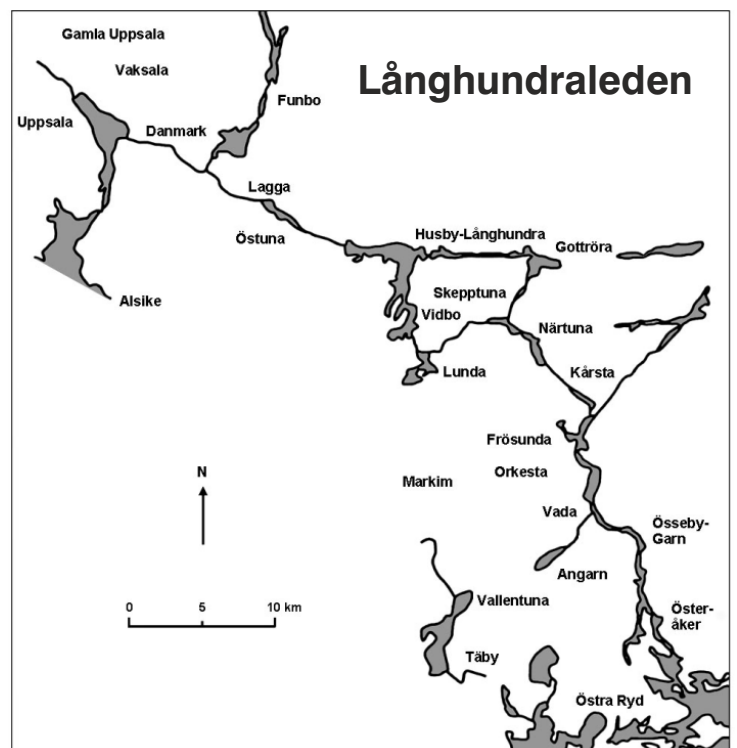 Långhundraleden
Gamla Uppsala
Vaksala
Uppsala
Danmark
Funbo
Lagga
Östuna
Alsike
Husby-Långhundra
Gottröra
Skepptuna
Vidbo
Närtuna
Lunda
Kårsta
Frösunda
Orkesta
Markim
N
Vada
Össeby-
Garn
Angarn
Vallentuna
Öster-
åker
0 5 10 km
Täby
Östra Ryd